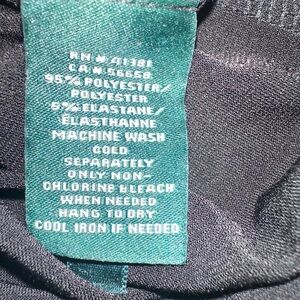 RN # 41381
CA # 56658
95% POLYESTER/
POLYESTER
5% ELASTANE/
ÉLASTHANNE
MACHINE WASH
COLD
SEPARATELY
ONLY NON-
CHLORINE BLEACH
WHEN NEEDED
HANG TO DRY
COOL IRON IF NEEDED